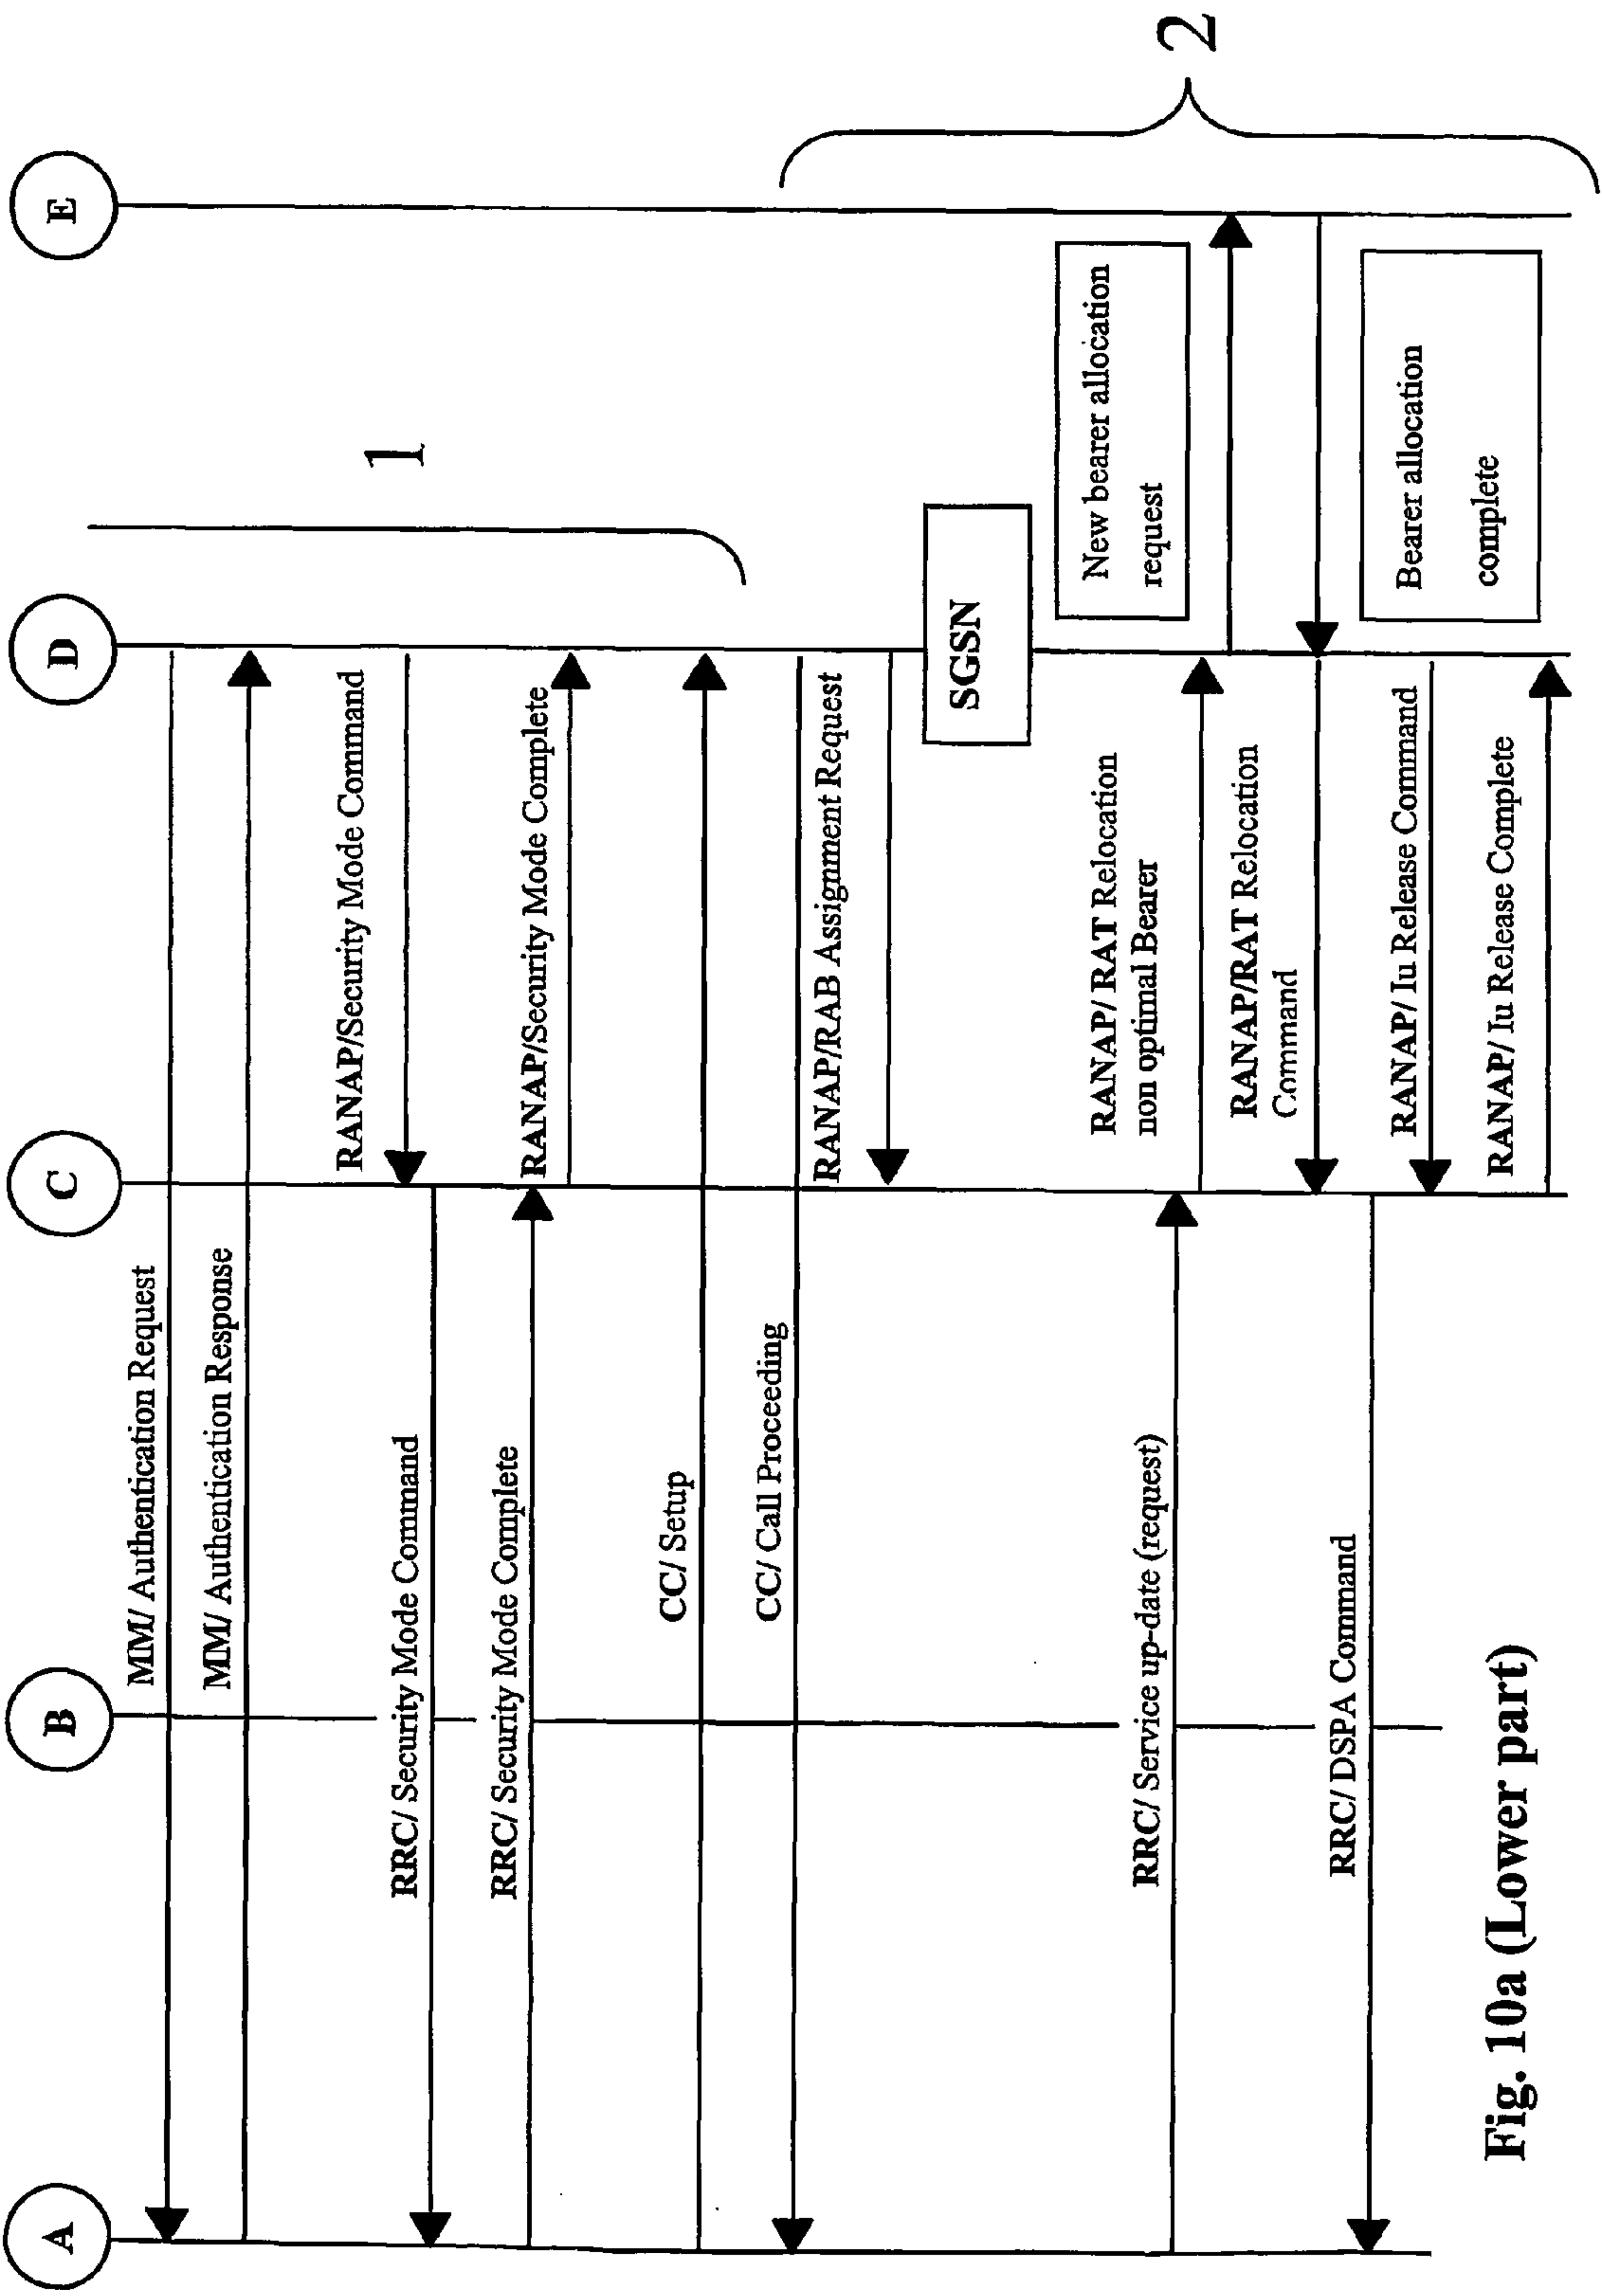 A
B
C
D
E
MM/ Authentication Request
MM/ Authentication Response
1
RANAP/Security Mode Command
RRC/ Security Mode Command
RRC/ Security Mode Complete
RANAP/Security Mode Complete
CC/ Setup
CC/ Call Proceeding
RANAP/RAB Assignment Request
SGSN
2
RRC/ Service up-date (request)
RANAP/ RAT Relocation
non optimal Bearer
New bearer allocation
request
RANAP/RAT Relocation
Command
RRC/ DSPA Command
Bearer allocation
complete
RANAP/ Iu Release Command
RANAP/ Iu Release Complete
Fig. 10a (Lower part)